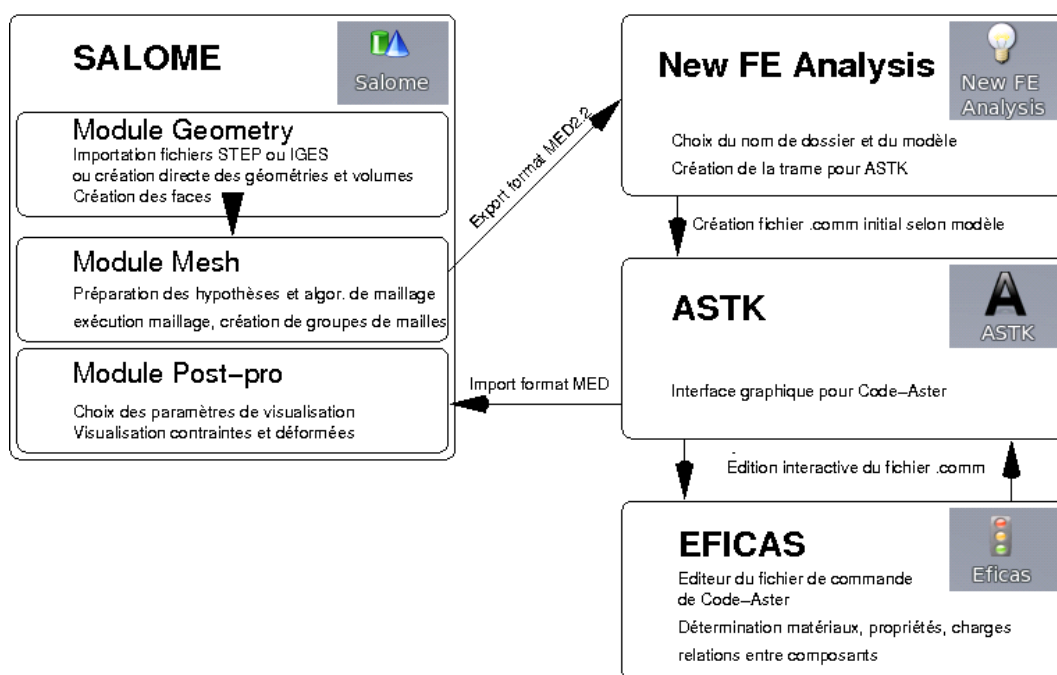 SALOME
Salome
Module Geometry
Importation fichiers STEP ou IGES
ou création directe des géométries et volumes
Création des faces
Module Mesh
Préparation des hypothèses et algor. de maillage
exécution maillage, création de groupes de mailles
Module Post-pro
Choix des paramètres de visualisation
Visualisation contraintes et déformées
Export format MED2.2
Import format MED
New FE Analysis
New FE
Analysis
Choix du nom de dossier et du modèle
Création de la trame pour ASTK
Création fichier .comm initial selon modèle
ASTK
ASTK
Interface graphique pour Code-Aster
Edition interactive du fichier .comm
EFICAS
Eficas
Editeur du fichier de commande
de Code-Aster
Détermination matériaux, propriétés, charges
relations entre composants